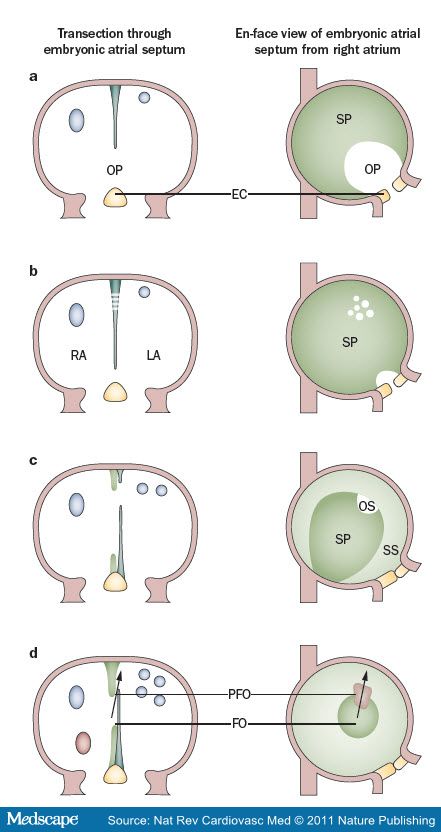 Transection through
embryonic atrial septum
En-face view of embryonic atrial
septum from right atrium
a
OP
SP
OP
EC
b
RA
LA
SP
c
OS
SP
SS
d
PFO
FO
Medscape
Source: Nat Rev Cardiovasc Med © 2011 Nature Publishing